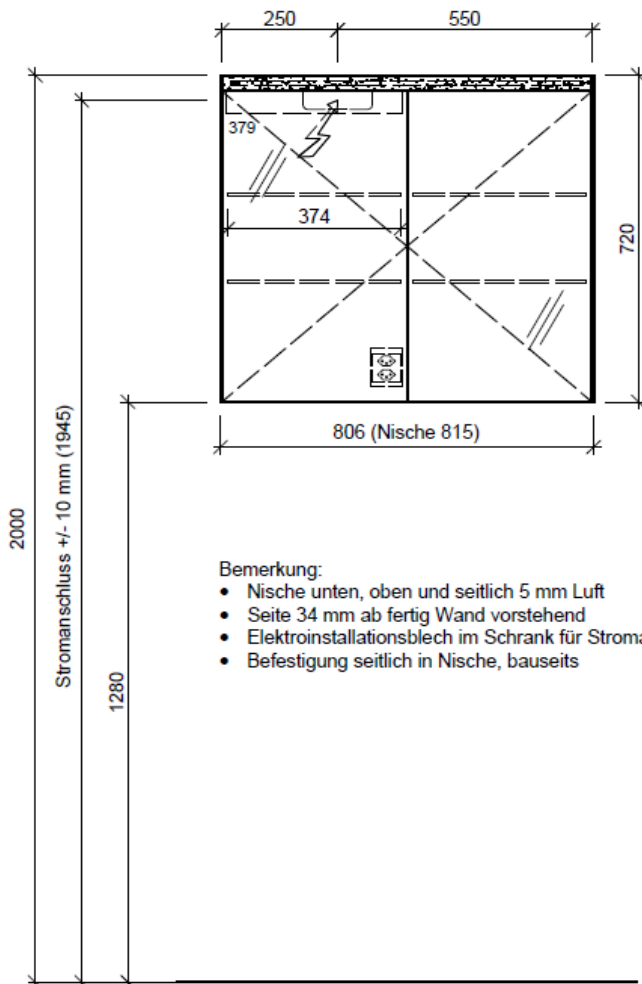 250
550
379
374
720
806 (Nische 815)
2000
Stromanschluss +/- 10 mm (1945)
1280
Bemerkung:
• Nische unten, oben und seitlich 5 mm Luft
• Seite 34 mm ab fertig Wand vorstehend
• Elektroinstallationsblech im Schrank für Stroma
• Befestigung seitlich in Nische, bauseits